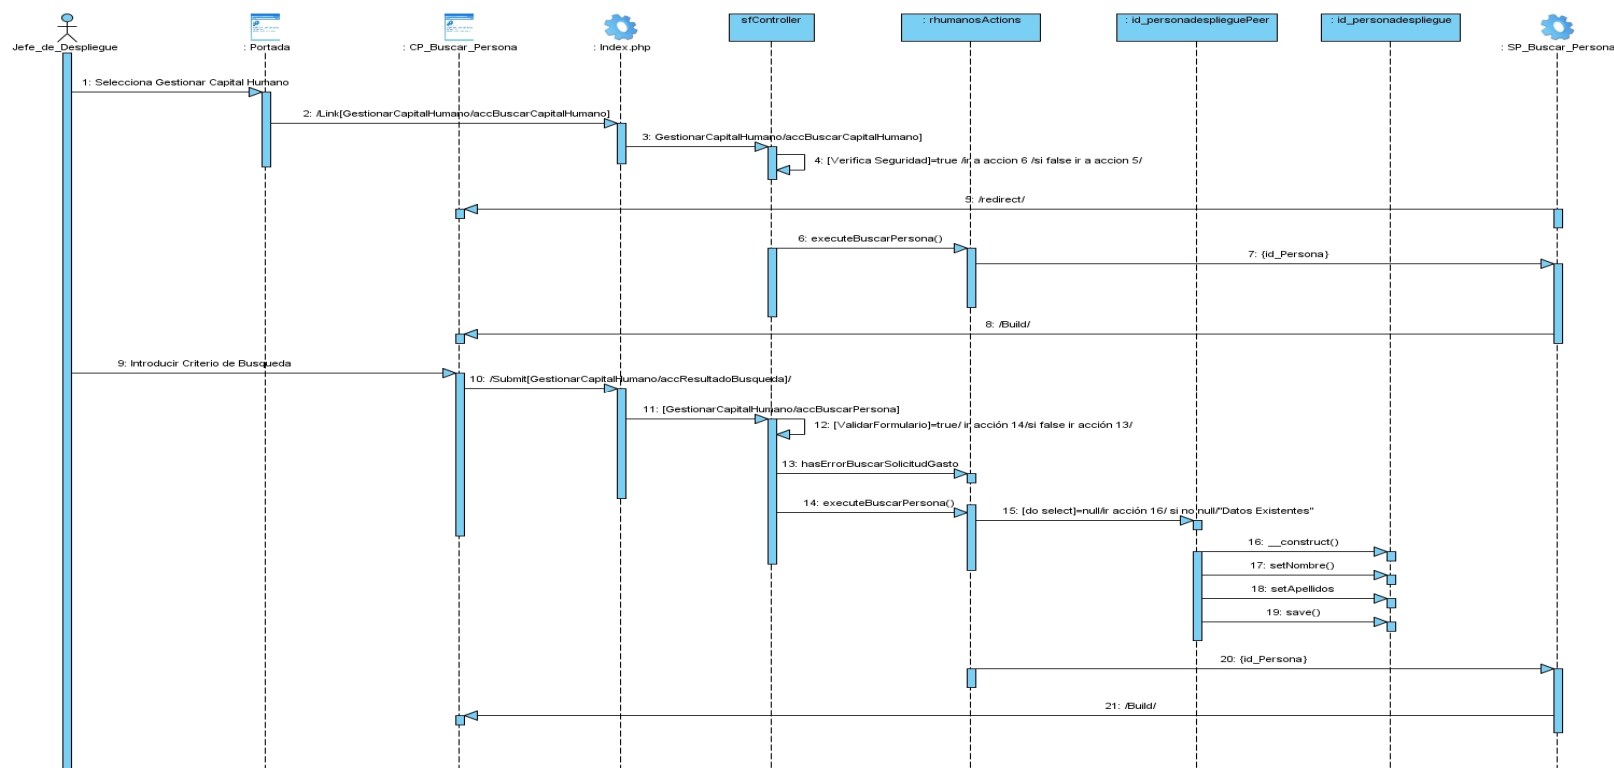 sfController
: rhumanosActions
: id_personadesplieguePeer
: id_personadespliegue
Jefe_de_Despliegue
: Portada
: CP_Buscar_Persona
: Index.php
: SP_Buscar_Persona
1: Selecciona Gestionar Capital Humano
2: /Link[GestionarCapitalHumano/accBuscarCapitalHumano]
3: GestionarCapitalHumano/accBuscarCapitalHumano]
4: [Verifica Seguridad]=true /ir a accion 6 /si false ir a accion 5/
5: /redirect/
6: executeBuscarPersona()
7: {id_Persona}
8: /Build/
9: Introducir Criterio de Busqueda
10: /Submit[GestionarCapitalHumano/accResultadoBusqueda]/
11: [GestionarCapitalHumano/accBuscarPersona]
12: [ValidarFormulario]=true/ ir acción 14/si false ir acción 13/
13: hasErrorBuscarSolicitudGasto
14: executeBuscarPersona()
15: [do select]=null/ir acción 16/ si no null/"Datos Existentes"
16: __construct()
17: setNombre()
18: setApellidos
19: save()
20: {id_Persona}
21: /Build/